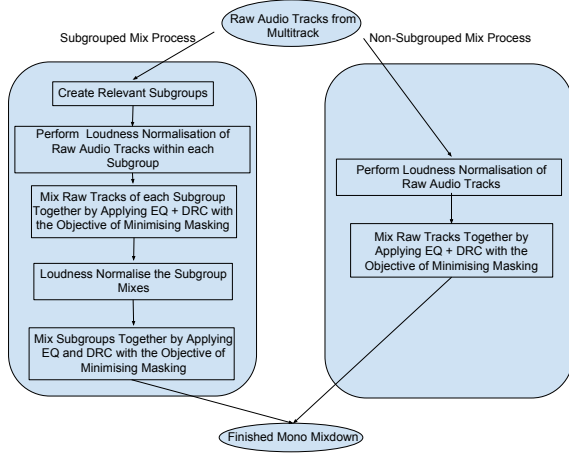 Raw Audio Tracks from
Multitrack
Subgrouped Mix Process
Non-Subgrouped Mix Process
Create Relevant Subgroups
Perform Loudness Normalisation of
Raw Audio Tracks within each
Subgroup
Mix Raw Tracks of each Subgroup
Together by Applying EQ + DRC with
the Objective of Minimising Masking
Loudness Normalise the Subgroup
Mixes
Mix Subgroups Together by Applying
EQ and DRC with the Objective of
Minimising Masking
Perform Loudness Normalisation of
Raw Audio Tracks
Mix Raw Tracks Together by
Applying EQ + DRC with the
Objective of Minimising Masking
Finished Mono Mixdown